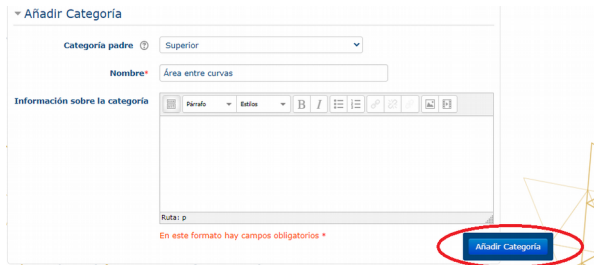 Añadir Categoría
Categoría padre Superior
Nombre* Área entre curvas
Información sobre la categoría
Párrafo Estilos B I
Ruta: p
En este formato hay campos obligatorios *
Añadir Categoría